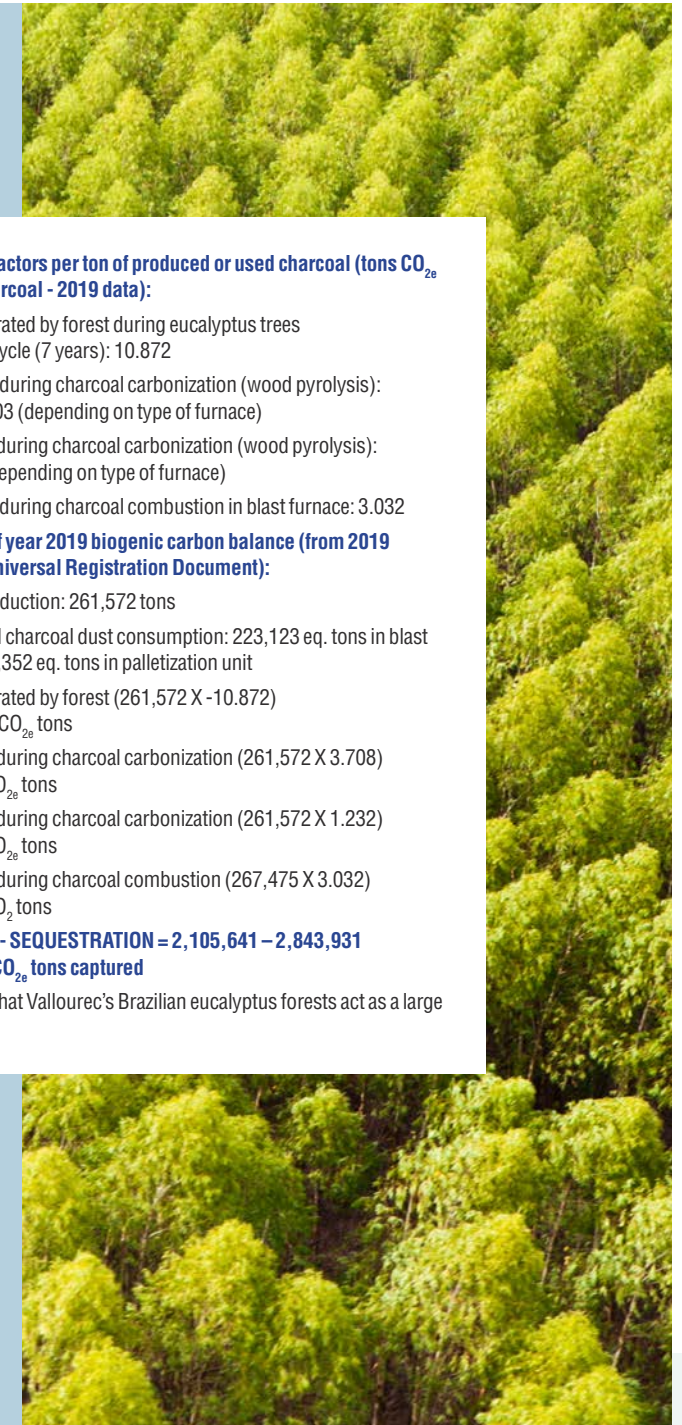 actors per ton of produced or used charcoal (tons CO2e
rcoal - 2019 data):
rated by forest during eucalyptus trees
ycle (7 years): 10.872
during charcoal carbonization (wood pyrolysis):
03 (depending on type of furnace)
during charcoal carbonization (wood pyrolysis):
epending on type of furnace)
during charcoal combustion in blast furnace: 3.032
f year 2019 biogenic carbon balance (from 2019
niversal Registration Document):
duction: 261,572 tons
l charcoal dust consumption: 223,123 eq. tons in blast
,352 eq. tons in palletization unit
rated by forest (261,572 X -10.872)
CO2e tons
during charcoal carbonization (261,572 X 3.708)
O2e tons
during charcoal carbonization (261,572 X 1.232)
O2e tons
during charcoal combustion (267,475 X 3.032)
O2 tons
- SEQUESTRATION = 2,105,641 – 2,843,931
CO2e tons captured
hat Vallourec's Brazilian eucalyptus forests act as a large